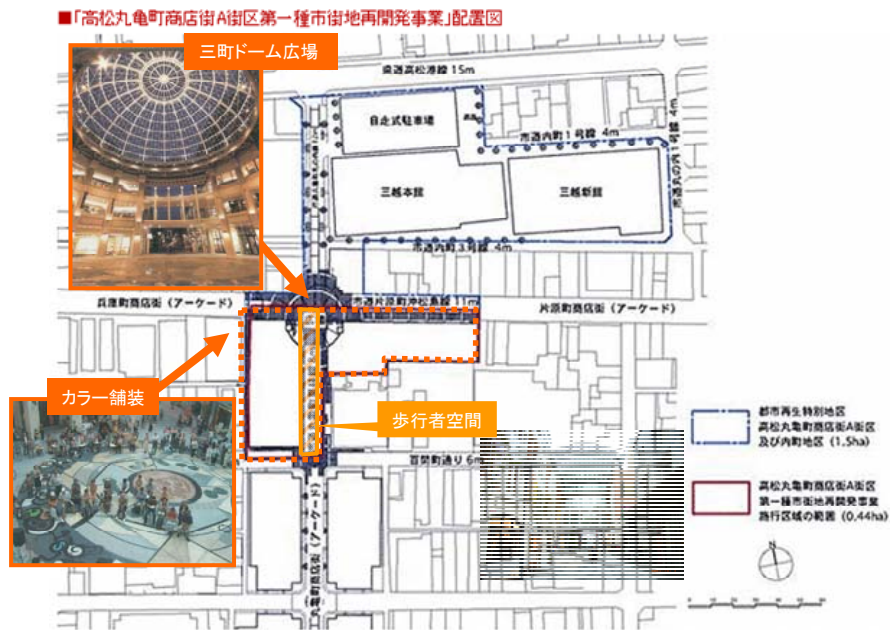 ■「高松丸亀町商店街A街区第一種市街地再開発事業」配置図
三町ドーム広場
県道高松港線 15m
自走式駐車場
市道内町1号線 4m
市道丸の内1号線 4m
三越本館
三越新館
市道内町3号線 4m
兵庫町商店街（アーケード）
市道片原町沖松島線 11m
片原町商店街（アーケード）
カラー舗装
歩行者空間
百間町通り 6m
丸亀町商店街（アーケード）
都市再生特別地区
高松丸亀町商店街A街区
及び内町地区（1.5ha）
高松丸亀町商店街A街区
第一種市街地再開発事業
施行区域の範囲（0.44ha）
N